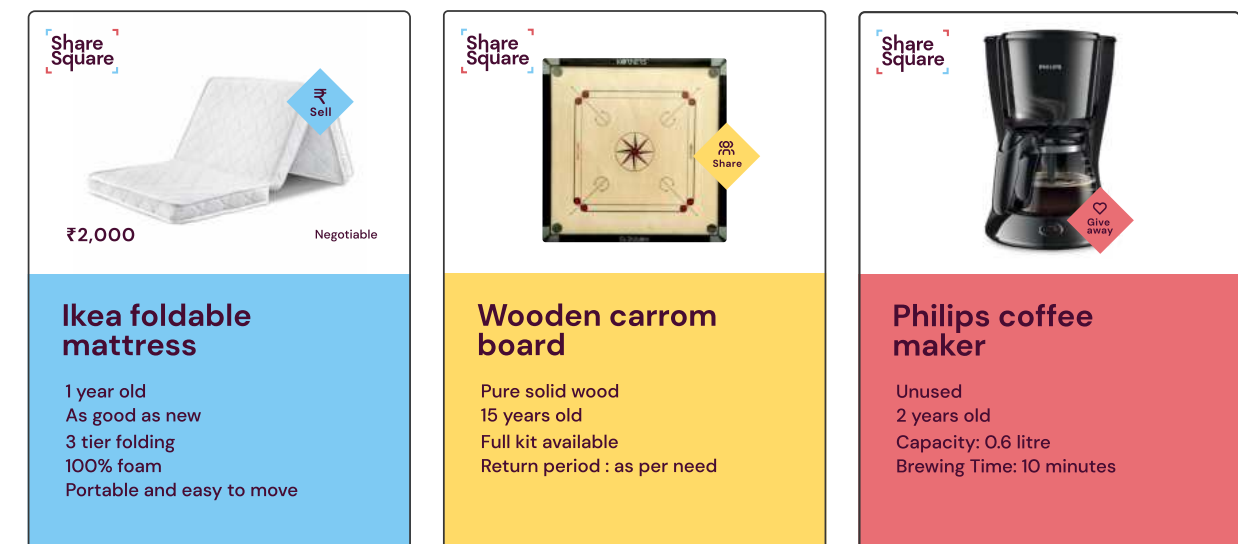 Share
Square
₹
Sell
₹2,000
Negotiable
Ikea foldable
mattress
1 year old
As good as new
3 tier folding
100% foam
Portable and easy to move
Share
Square
Share
Wooden carrom
board
Pure solid wood
15 years old
Full kit available
Return period : as per need
Share
Square
PHILIPS
Give
away
Philips coffee
maker
Unused
2 years old
Capacity: 0.6 litre
Brewing Time: 10 minutes